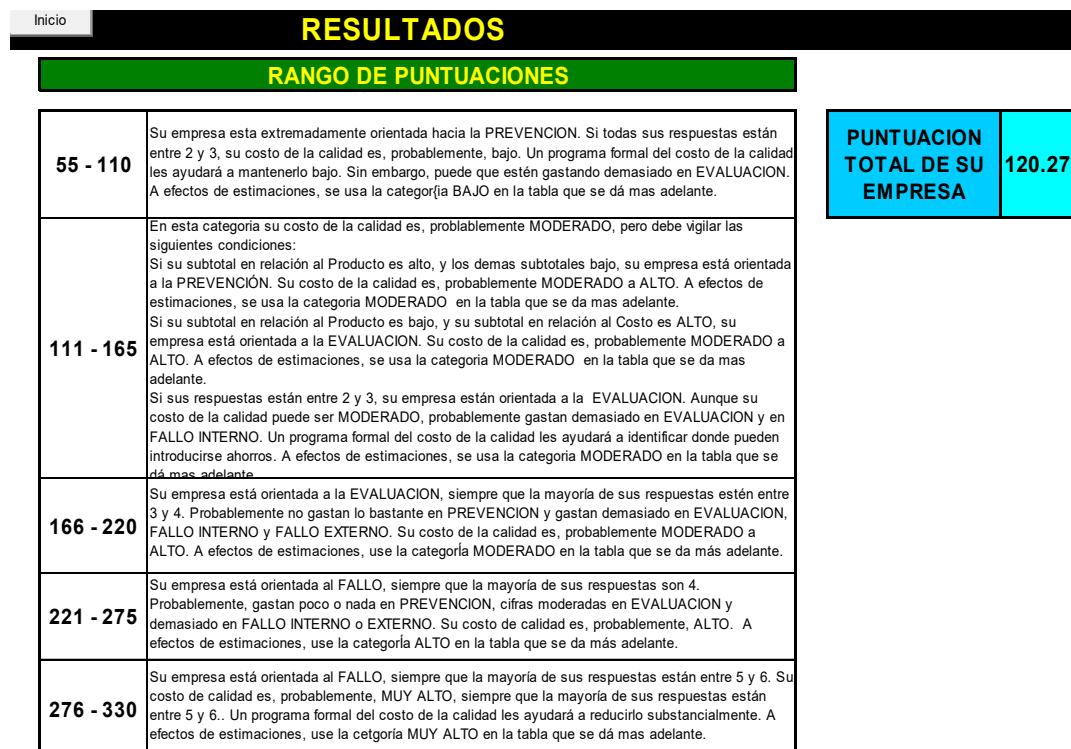 Inicio
RESULTADOS
RANGO DE PUNTUACIONES
55 - 110
Su empresa esta extremadamente orientada hacia la PREVENCION. Si todas sus respuestas están
entre 2 y 3, su costo de la calidad es, probablemente, bajo. Un programa formal del costo de la calidad
les ayudará a mantenerlo bajo. Sin embargo, puede que estén gastando demasiado en EVALUACION.
A efectos de estimaciones, se usa la categor{ia BAJO en la tabla que se dá mas adelante.
PUNTUACION
TOTAL DE SU
EMPRESA
120.27
111 - 165
En esta categoria su costo de la calidad es, problablemente MODERADO, pero debe vigilar las
siguientes condiciones:
Si su subtotal en relación al Producto es alto, y los demas subtotales bajo, su empresa está orientada
a la PREVENCIÓN. Su costo de la calidad es, probablemente MODERADO a ALTO. A efectos de
estimaciones, se usa la categoria MODERADO en la tabla que se da mas adelante.
Si su subtotal en relación al Producto es bajo, y su subtotal en relación al Costo es ALTO, su
empresa está orientada a la EVALUACION. Su costo de la calidad es, probablemente MODERADO a
ALTO. A efectos de estimaciones, se usa la categoria MODERADO en la tabla que se da mas
adelante.
Si sus respuestas están entre 2 y 3, su empresa están orientada a la EVALUACION. Aunque su
costo de la calidad puede ser MODERADO, probablemente gastan demasiado en EVALUACION y en
FALLO INTERNO. Un programa formal del costo de la calidad les ayudará a identificar donde pueden
introducirse ahorros. A efectos de estimaciones, se usa la categoria MODERADO en la tabla que se
dá mas adelante
166 - 220
Su empresa está orientada a la EVALUACION, siempre que la mayoría de sus respuestas estén entre
3 y 4. Probablemente no gastan lo bastante en PREVENCION y gastan demasiado en EVALUACION,
FALLO INTERNO y FALLO EXTERNO. Su costo de la calidad es, probablemente MODERADO a
ALTO. A efectos de estimaciones, use la categorÍa MODERADO en la tabla que se da más adelante.
221 - 275
Su empresa está orientada al FALLO, siempre que la mayoría de sus respuestas son 4.
Probablemente, gastan poco o nada en PREVENCION, cifras moderadas en EVALUACION y
demasiado en FALLO INTERNO o EXTERNO. Su costo de calidad es, probablemente, ALTO. A
efectos de estimaciones, use la categorÍa ALTO en la tabla que se da más adelante.
276 - 330
Su empresa está orientada al FALLO, siempre que la mayoría de sus respuestas están entre 5 y 6. Su
costo de calidad es, probablemente, MUY ALTO, siempre que la mayoría de sus respuestas están
entre 5 y 6.. Un programa formal del costo de la calidad les ayudará a reducirlo substancialmente. A
efectos de estimaciones, use la cetgoría MUY ALTO en la tabla que se dá mas adelante.